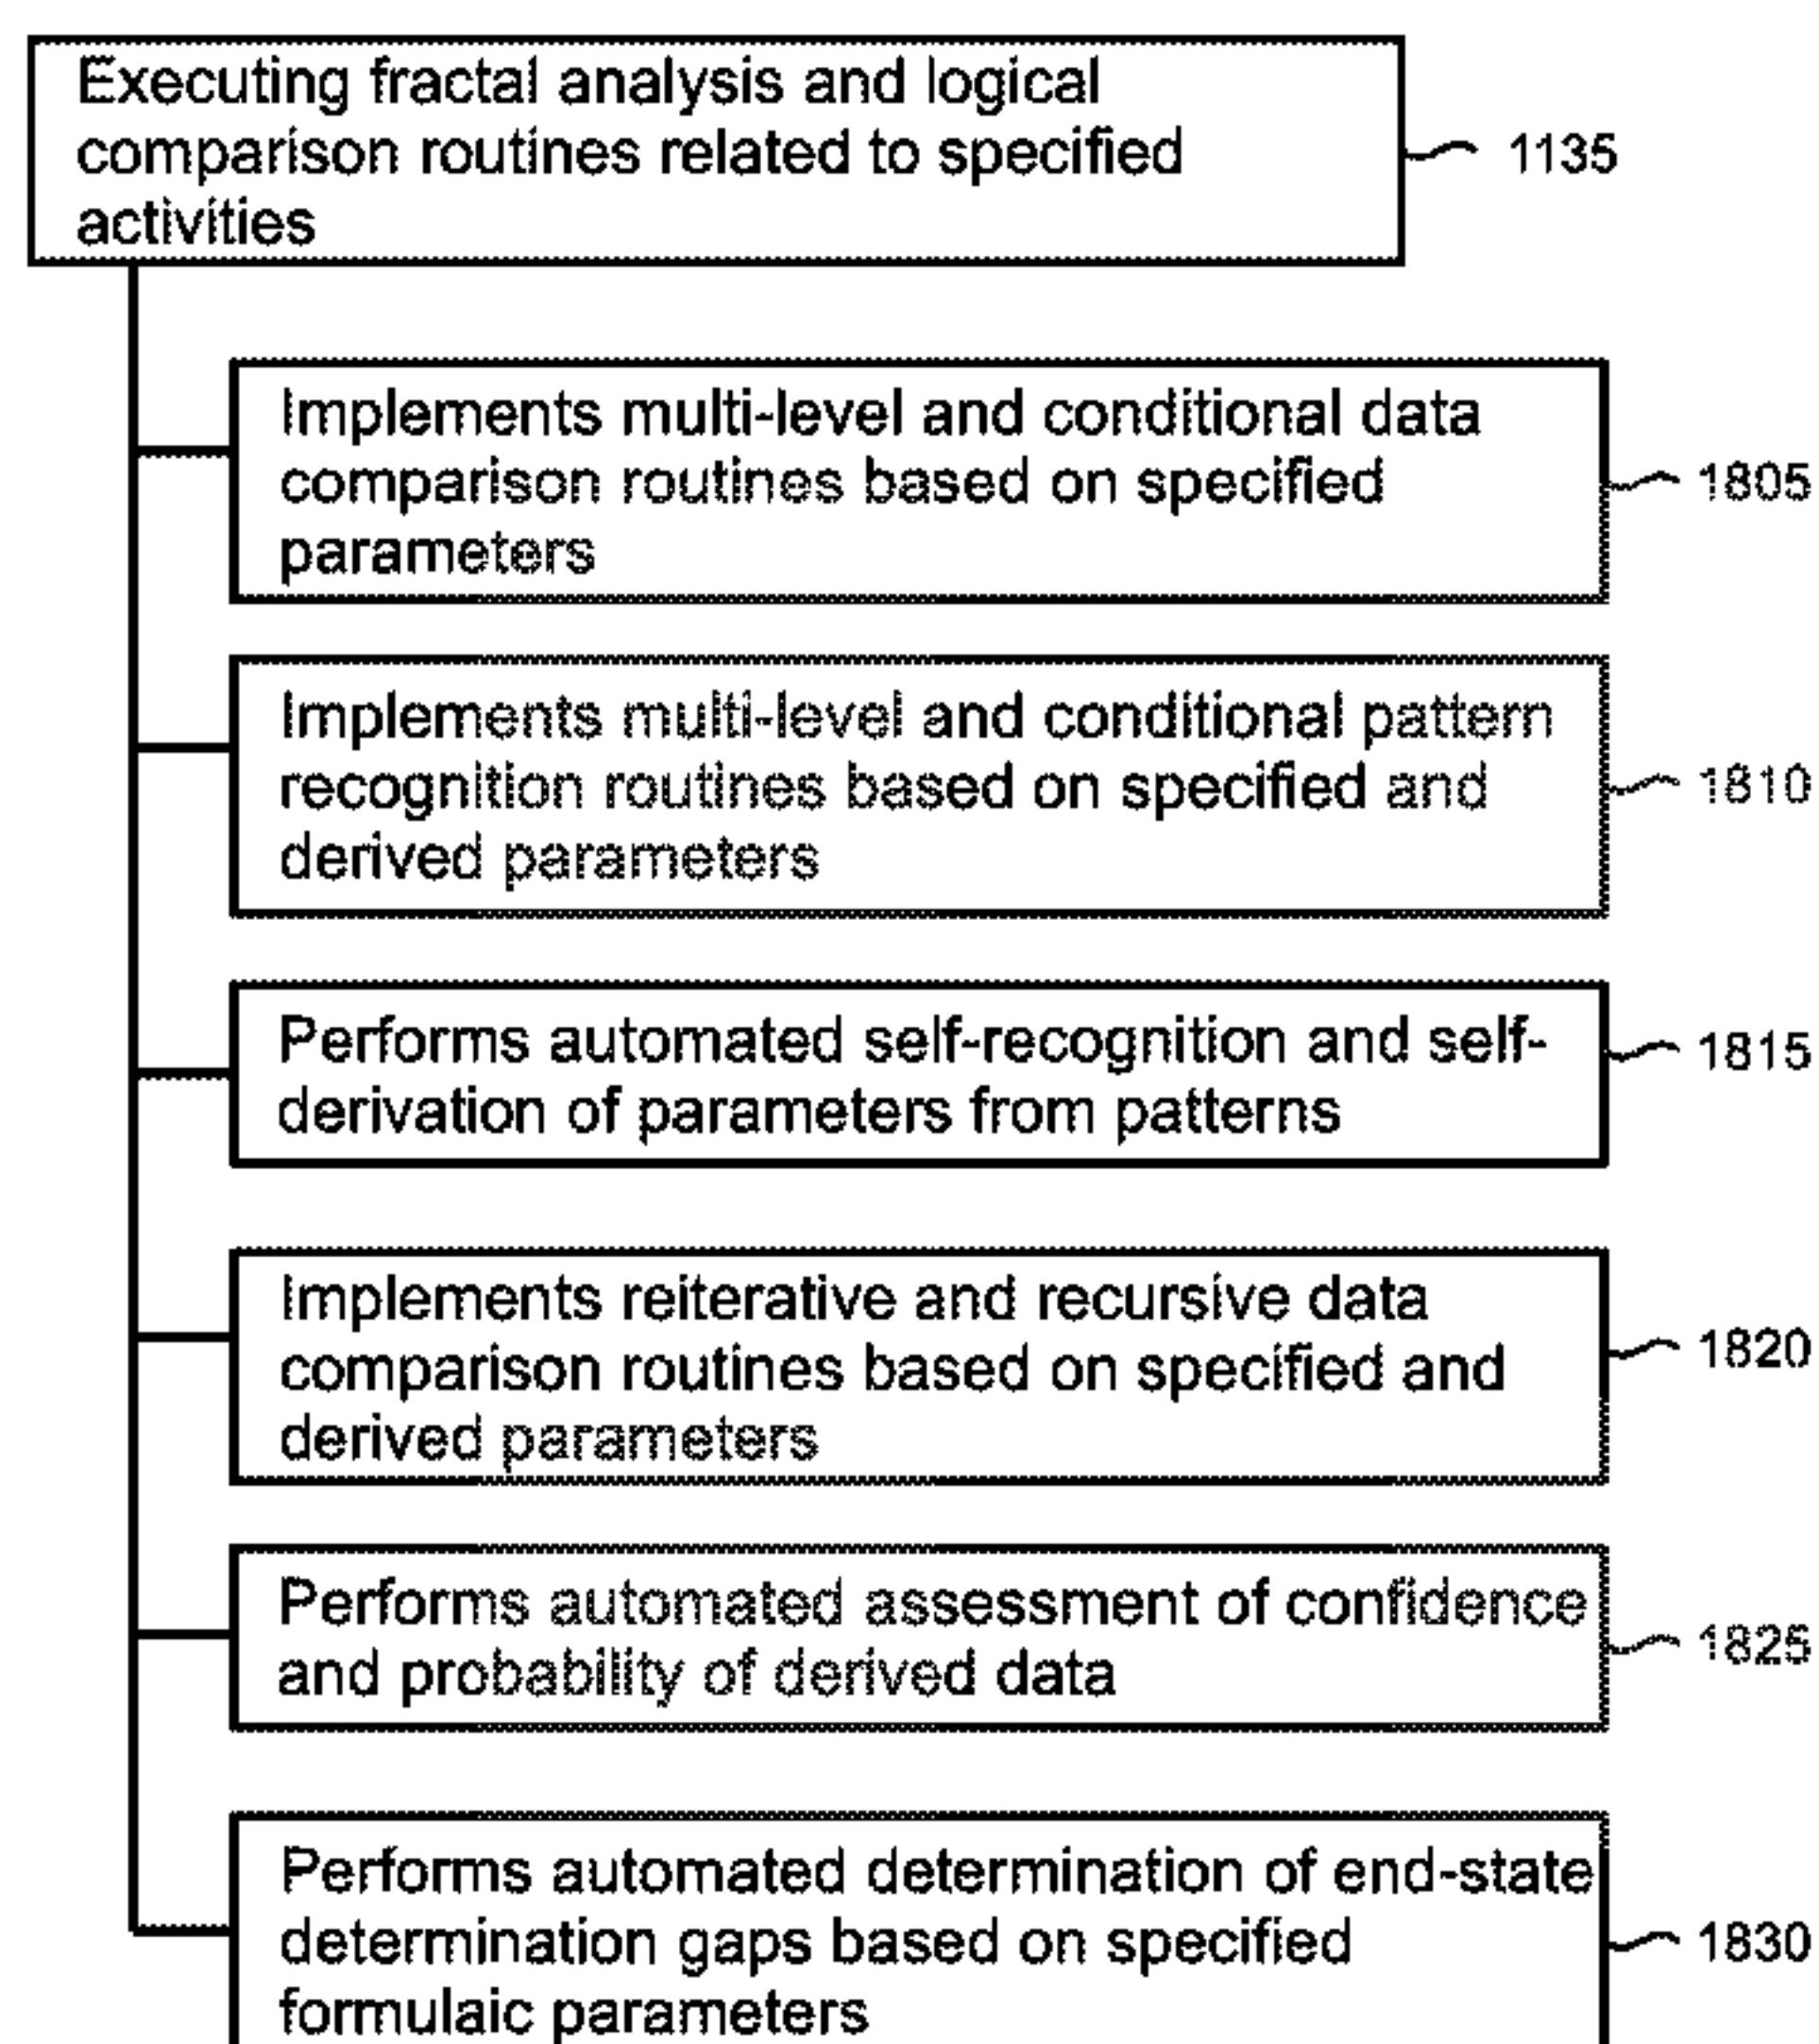 Executing fractal analysis and logical
comparison routines related to specified
activities
1135
Implements multi-level and conditional data
comparison routines based on specified
parameters
1805
Implements multi-level and conditional pattern
recognition routines based on specified and
derived parameters
1810
Performs automated self-recognition and self-
derivation of parameters from patterns
1815
Implements reiterative and recursive data
comparison routines based on specified and
derived parameters
1820
Performs automated assessment of confidence
and probability of derived data
1825
Performs automated determination of end-state
determination gaps based on specified
formulaic parameters
1830